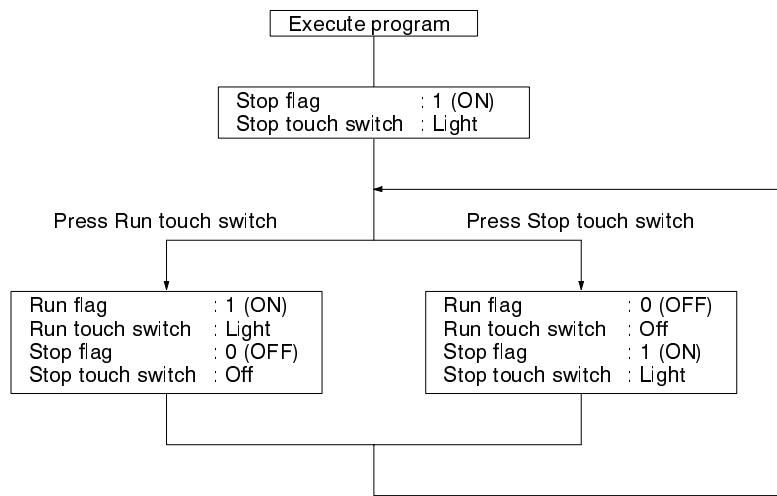 Execute program
Stop flag : 1 (ON)
Stop touch switch : Light
Press Run touch switch
Press Stop touch switch
Run flag : 1 (ON)
Run touch switch : Light
Stop flag : 0 (OFF)
Stop touch switch : Off
Run flag : 0 (OFF)
Run touch switch : Off
Stop flag : 1 (ON)
Stop touch switch : Light